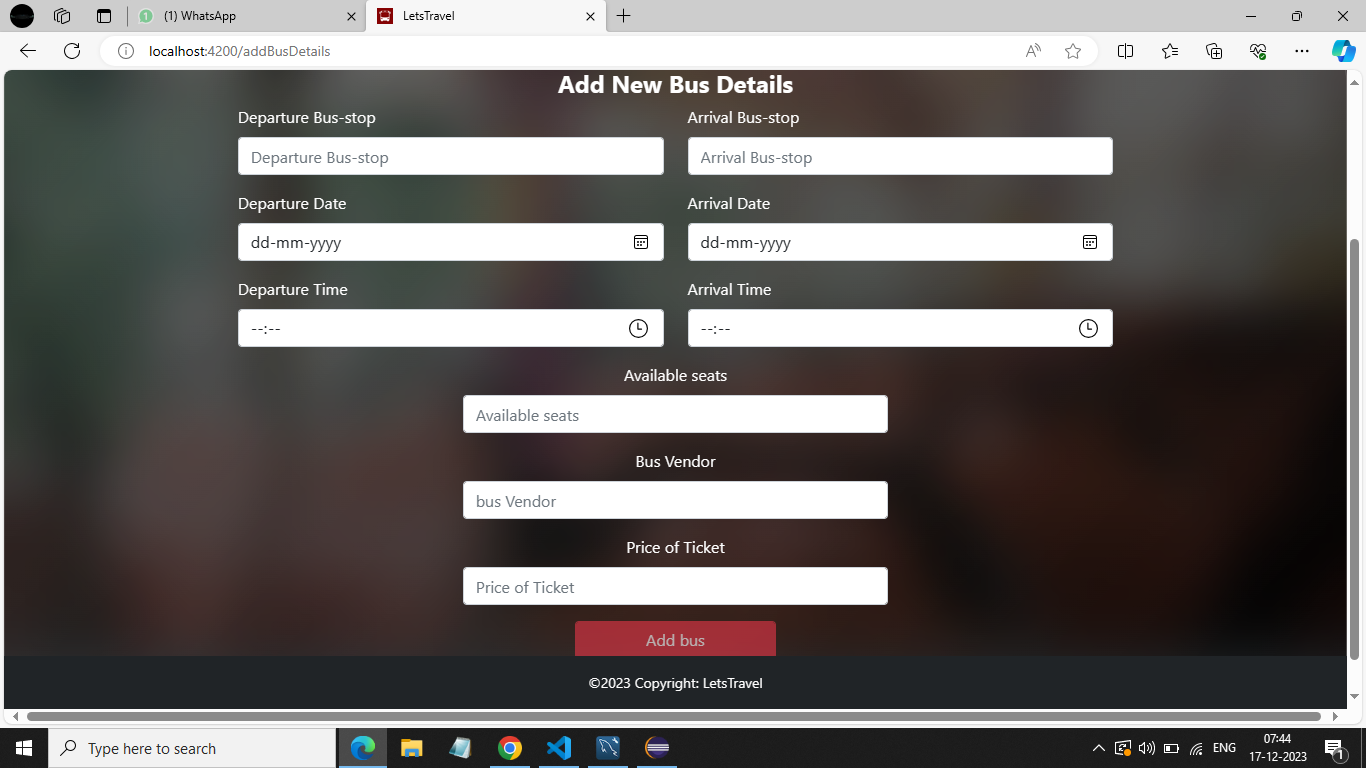 (1) WhatsApp
LetsTravel
localhost:4200/addBusDetails
Add New Bus Details
Departure Bus-stop Arrival Bus-stop
Departure Bus-stop Arrival Bus-stop
Departure Date Arrival Date
dd-mm-yyyy dd-mm-yyyy
Departure Time Arrival Time
--:-- --:--
Available seats
Available seats
Bus Vendor
bus Vendor
Price of Ticket
Price of Ticket
Add bus
©2023 Copyright: LetsTravel
Type here to search
ENG
07:44
17-12-2023
1